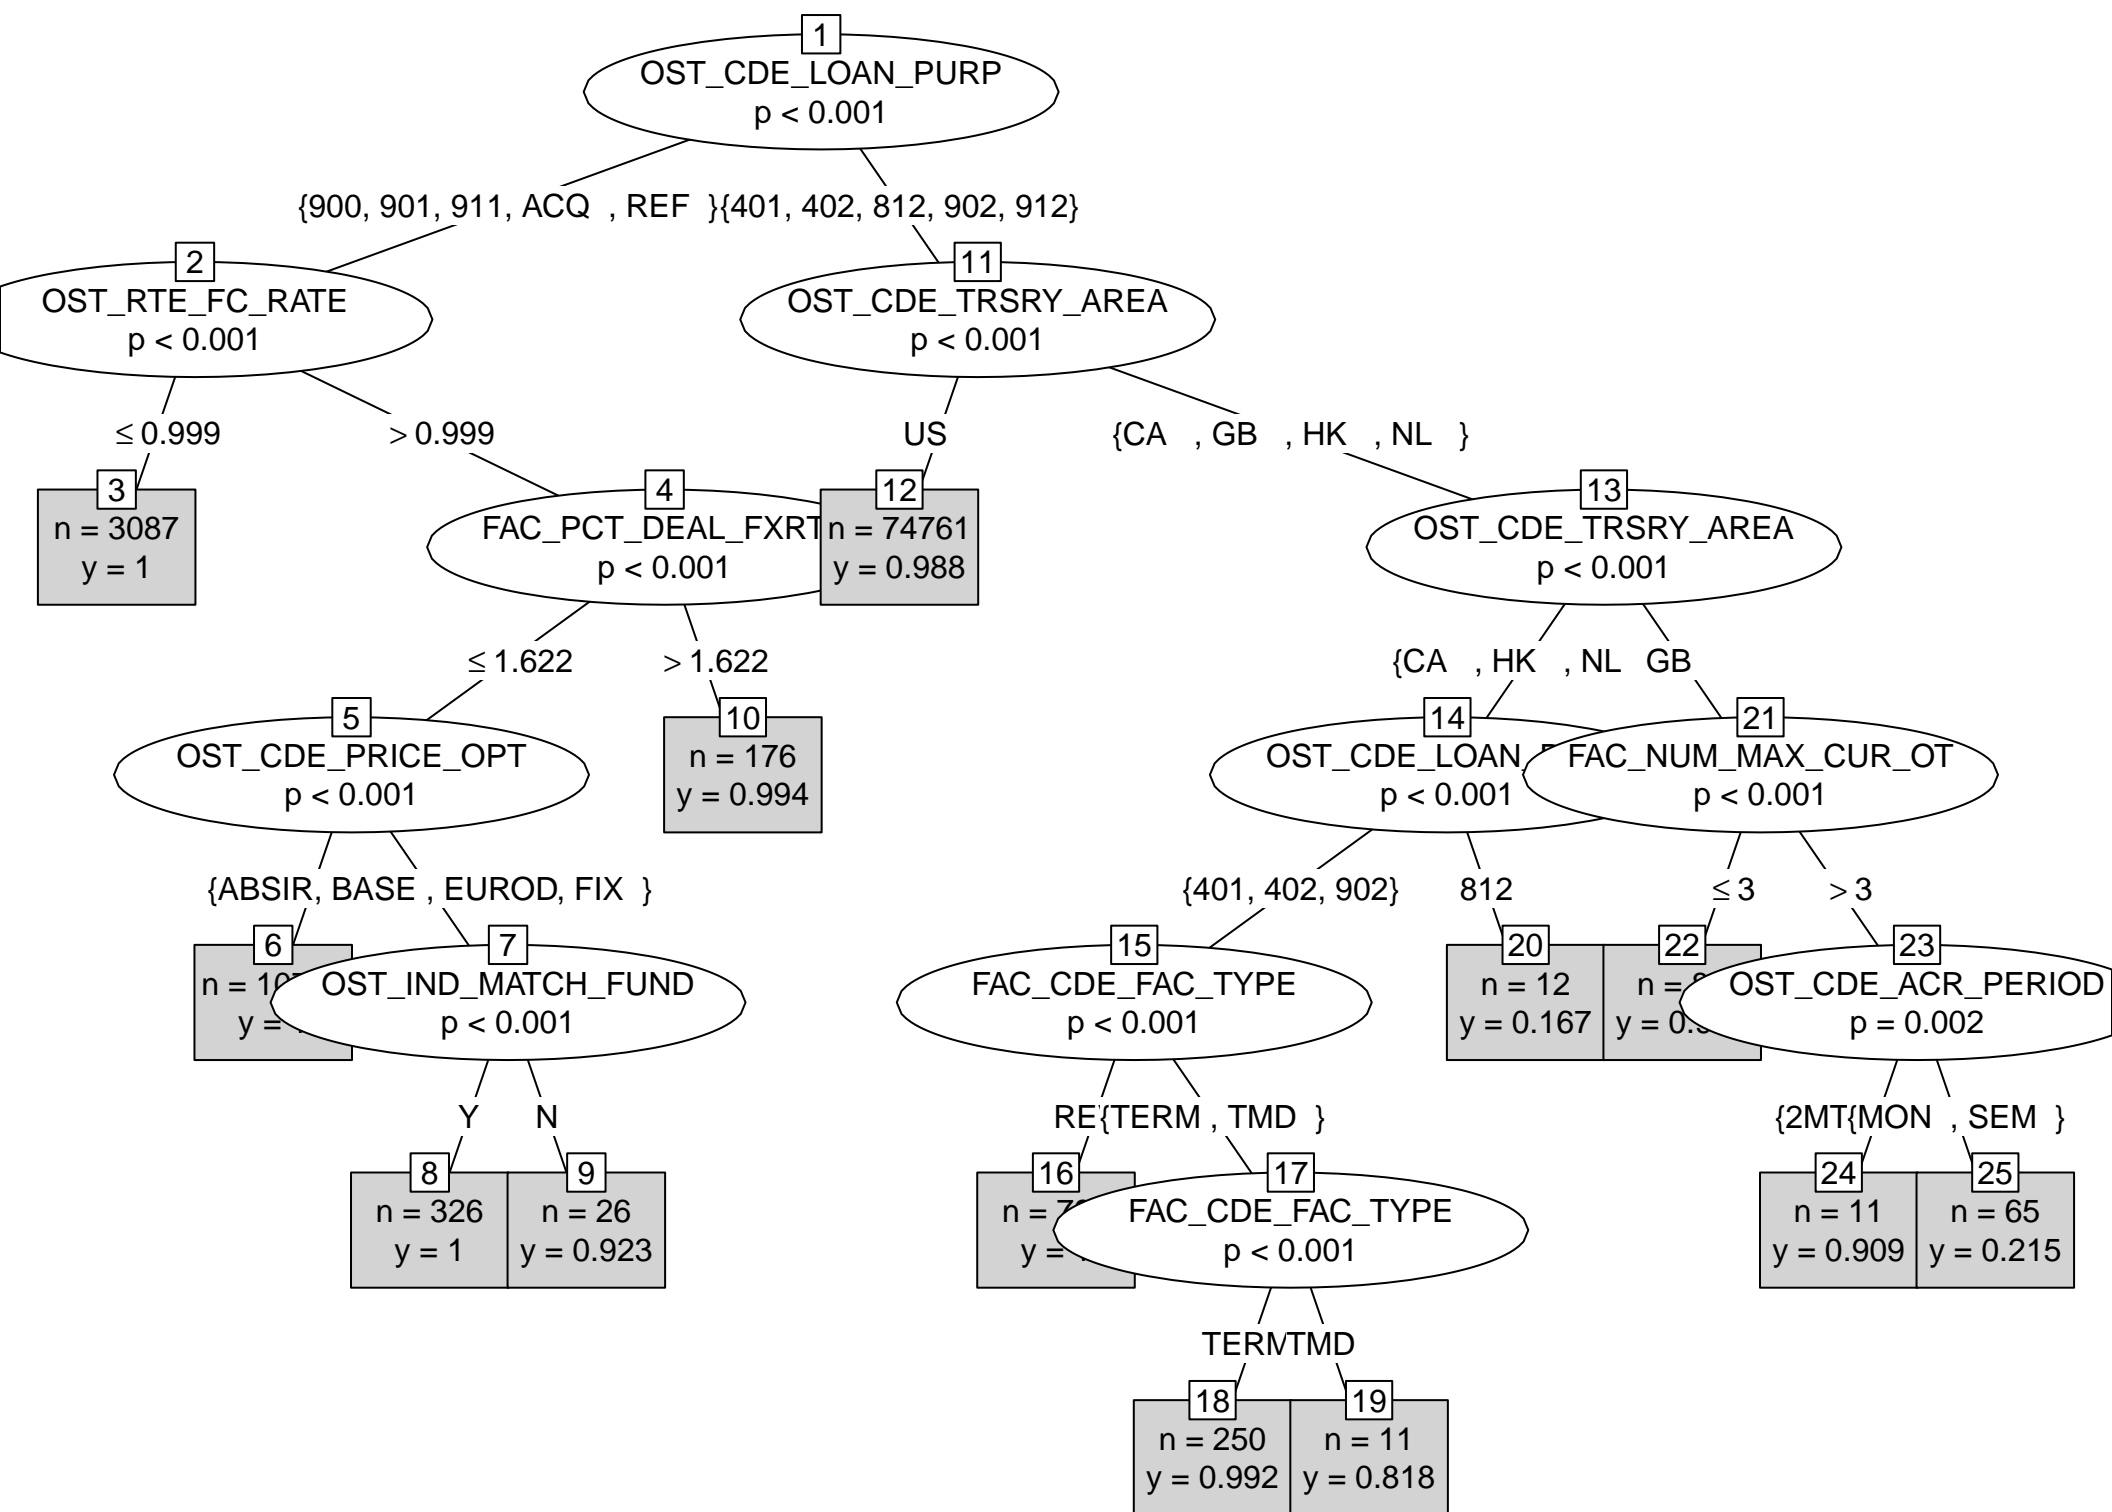 1
OST_CDE_LOAN_PURP
p < 0.001
{900, 901, 911, ACQ , REF }
{401, 402, 812, 902, 912}
2
OST_RTE_FC_RATE
p < 0.001
11
OST_CDE_TRSRY_AREA
p < 0.001
≤ 0.999
> 0.999
US
{CA , GB , HK , NL }
3
n = 3087
y = 1
4
FAC_PCT_DEAL_FXRT
p < 0.001
12
n = 74761
y = 0.988
13
OST_CDE_TRSRY_AREA
p < 0.001
≤ 1.622
> 1.622
{CA , HK , NL
GB
5
OST_CDE_PRICE_OPT
p < 0.001
10
n = 176
y = 0.994
14
OST_CDE_LOAN_
p < 0.001
21
FAC_NUM_MAX_CUR_OT
p < 0.001
{ABSIR, BASE , EUROD, FIX }
{401, 402, 902}
812
≤ 3
> 3
6
n =
y =
7
OST_IND_MATCH_FUND
p < 0.001
15
FAC_CDE_FAC_TYPE
p < 0.001
20
n = 12
y = 0.167
22
n =
y =
23
OST_CDE_ACR_PERIOD
p = 0.002
Y
N
{TERM , TMD }
{2MT
{MON , SEM }
8
n = 326
y = 1
9
n = 26
y = 0.923
16
n =
y =
17
FAC_CDE_FAC_TYPE
p < 0.001
24
n = 11
y = 0.909
25
n = 65
y = 0.215
TERM
TMD
18
n = 250
y = 0.992
19
n = 11
y = 0.818